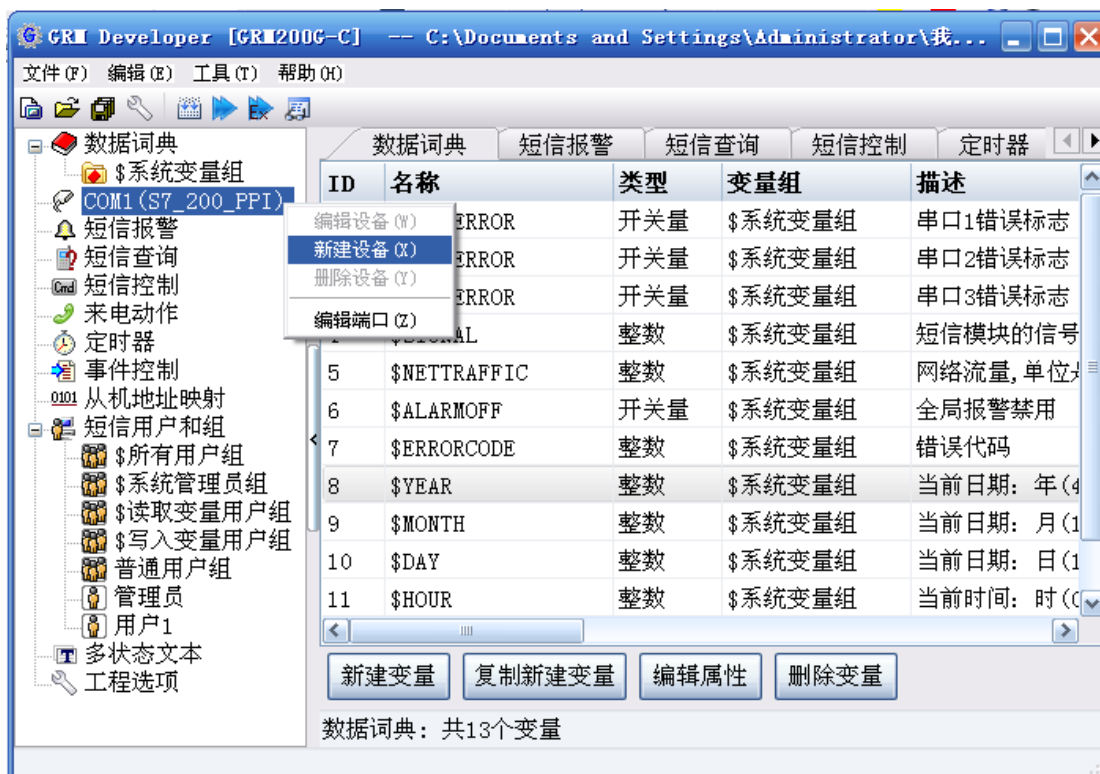 GRM Developer [GRM200G-C] -- C:\Documents and Settings\Administrator\我...
文件(F) 编辑(E) 工具(T) 帮助(H)
数据词典
$系统变量组
COM1(S7_200_PPI)
短信报警
短信查询
短信控制
来电动作
定时器
事件控制
从机地址映射
短信用户和组
$所有用户组
$系统管理员组
$读取变量用户组
$写入变量用户组
普通用户组
管理员
用户1
多状态文本
工程选项
编辑设备(W)
新建设备(X)
删除设备(Y)
编辑端口(Z)
数据词典 短信报警 短信查询 短信控制 定时器
ID 名称 类型 变量组 描述
ERROR 开关量 $系统变量组 串口1错误标志
ERROR 开关量 $系统变量组 串口2错误标志
ERROR 开关量 $系统变量组 串口3错误标志
整数 $系统变量组 短信模块的信号
5 $NETTRAFFIC 整数 $系统变量组 网络流量,单位
6 $ALARMOFF 开关量 $系统变量组 全局报警禁用
7 $ERRORCODE 整数 $系统变量组 错误代码
8 $YEAR 整数 $系统变量组 当前日期: 年(4
9 $MONTH 整数 $系统变量组 当前日期: 月(1
10 $DAY 整数 $系统变量组 当前日期: 日(1
11 $HOUR 整数 $系统变量组 当前时间: 时(0
新建变量 复制新建变量 编辑属性 删除变量
数据词典: 共13个变量